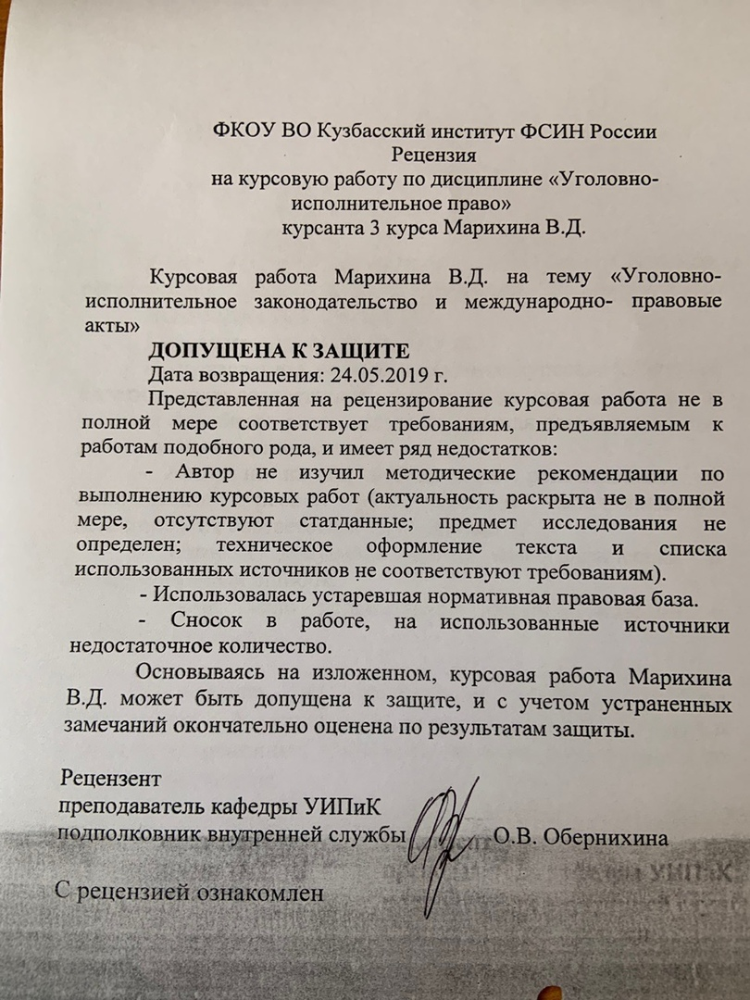 ФКОУ ВО Кузбасский институт ФСИН России
Рецензия
на курсовую работу по дисциплине «Уголовно-
исполнительное право»
курсанта 3 курса Марихина В.Д.
Курсовая работа Марихина В.Д. на тему «Уголовно-
исполнительное законодательство и международно- правовые
акты»
ДОПУЩЕНА К ЗАЩИТЕ
Дата возвращения: 24.05.2019 г.
Представленная на рецензирование курсовая работа не в
полной мере соответствует требованиям, предъявляемым к
работам подобного рода, и имеет ряд недостатков:
- Автор не изучил методические рекомендации по
выполнению курсовых работ (актуальность раскрыта не в полной
мере, отсутствуют статданные; предмет исследования не
определен; техническое оформление текста и списка
использованных источников не соответствуют требованиям).
- Использовалась устаревшая нормативная правовая база.
- Сносок в работе, на использованные источники
недостаточное количество.
Основываясь на изложенном, курсовая работа Марихина
В.Д. может быть допущена к защите, и с учетом устраненных
замечаний окончательно оценена по результатам защиты.
Рецензент
преподаватель кафедры УИПиК
подполковник внутренней службы О.В. Обернихина
С рецензией ознакомлен